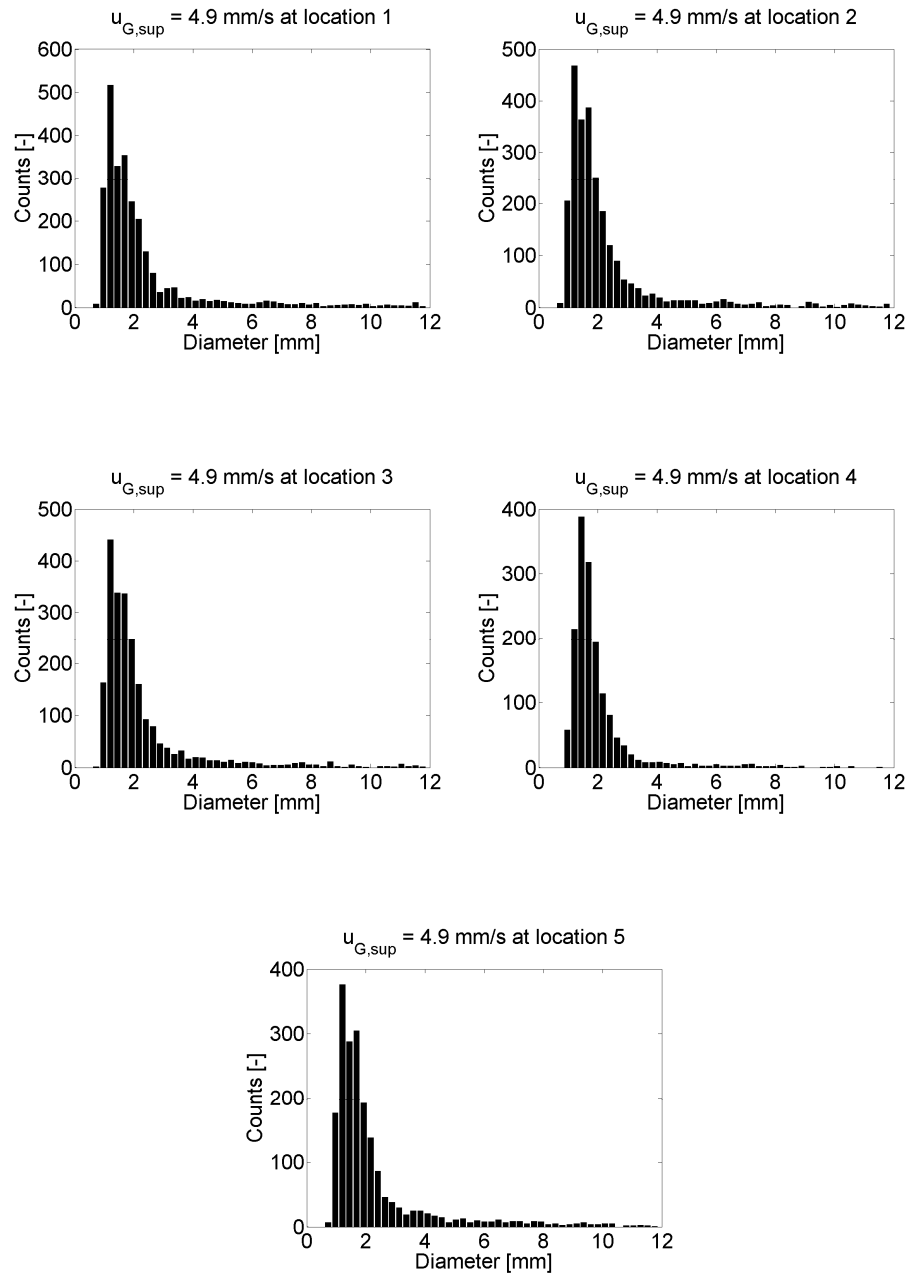 u_G,sup = 4.9 mm/s at location 1
600
500
400
300
200
100
0
Counts [-]
0 2 4 6 8 10 12
Diameter [mm]
u_G,sup = 4.9 mm/s at location 2
500
400
300
200
100
0
Counts [-]
0 2 4 6 8 10 12
Diameter [mm]
u_G,sup = 4.9 mm/s at location 3
500
400
300
200
100
0
Counts [-]
0 2 4 6 8 10 12
Diameter [mm]
u_G,sup = 4.9 mm/s at location 4
400
300
200
100
0
Counts [-]
0 2 4 6 8 10 12
Diameter [mm]
u_G,sup = 4.9 mm/s at location 5
400
300
200
100
0
Counts [-]
0 2 4 6 8 10 12
Diameter [mm]